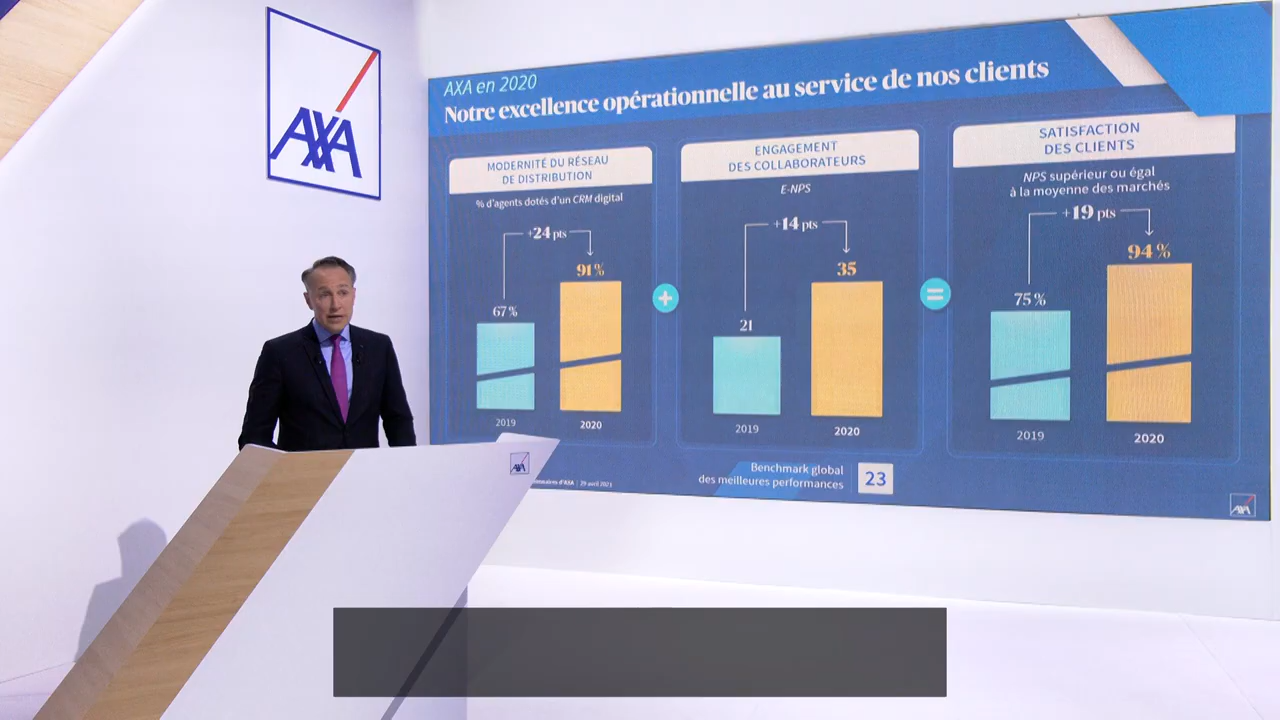 AXA
AXA en 2020
Notre excellence opérationnelle au service de nos clients
MODERNITÉ DU RÉSEAU
DE DISTRIBUTION
% d'agents dotés d'un CRM digital
+24 pts
91 %
67 %
2019
2020
ENGAGEMENT
DES COLLABORATEURS
E-NPS
+14 pts
35
21
2019
2020
+
=
SATISFACTION
DES CLIENTS
NPS supérieur ou égal
à la moyenne des marchés
+19 pts
94 %
75 %
2019
2020
Benchmark global
des meilleures performances
23
d'AXA | 29 avril 2021
AXA
AXA